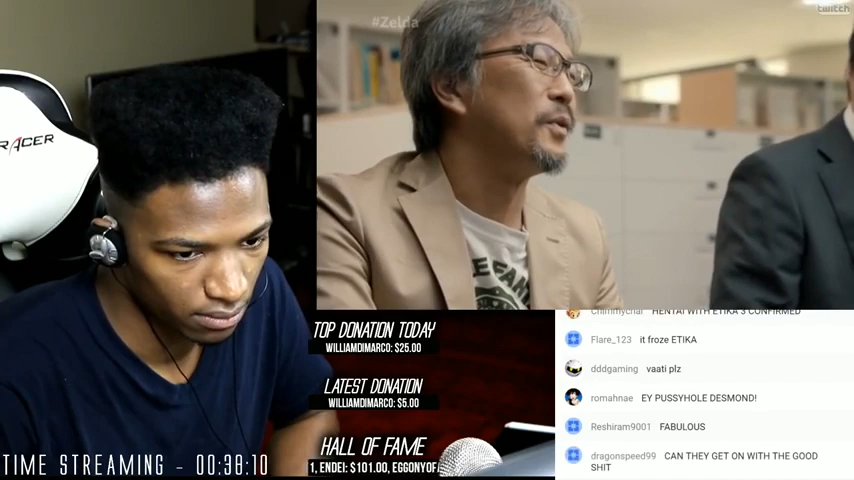 #Zelda
twitch
RACER
TOP DONATION TODAY
WILLIAMDIMARCO: $25.00
LATEST DONATION
WILLIAMDIMARCO: $5.00
HALL OF FAME
1, ENDEI: $101.00, EGGONYOF
TIME STREAMING - 00:38:10
Chimmychai HENTAI WITH ETIKA 3 CONFIRMED
Flare_123 it froze ETIKA
dddgaming vaati plz
romahnae EY PUSSYHOLE DESMOND!
Reshiram9001 FABULOUS
dragonspeed99 CAN THEY GET ON WITH THE GOOD
SHIT